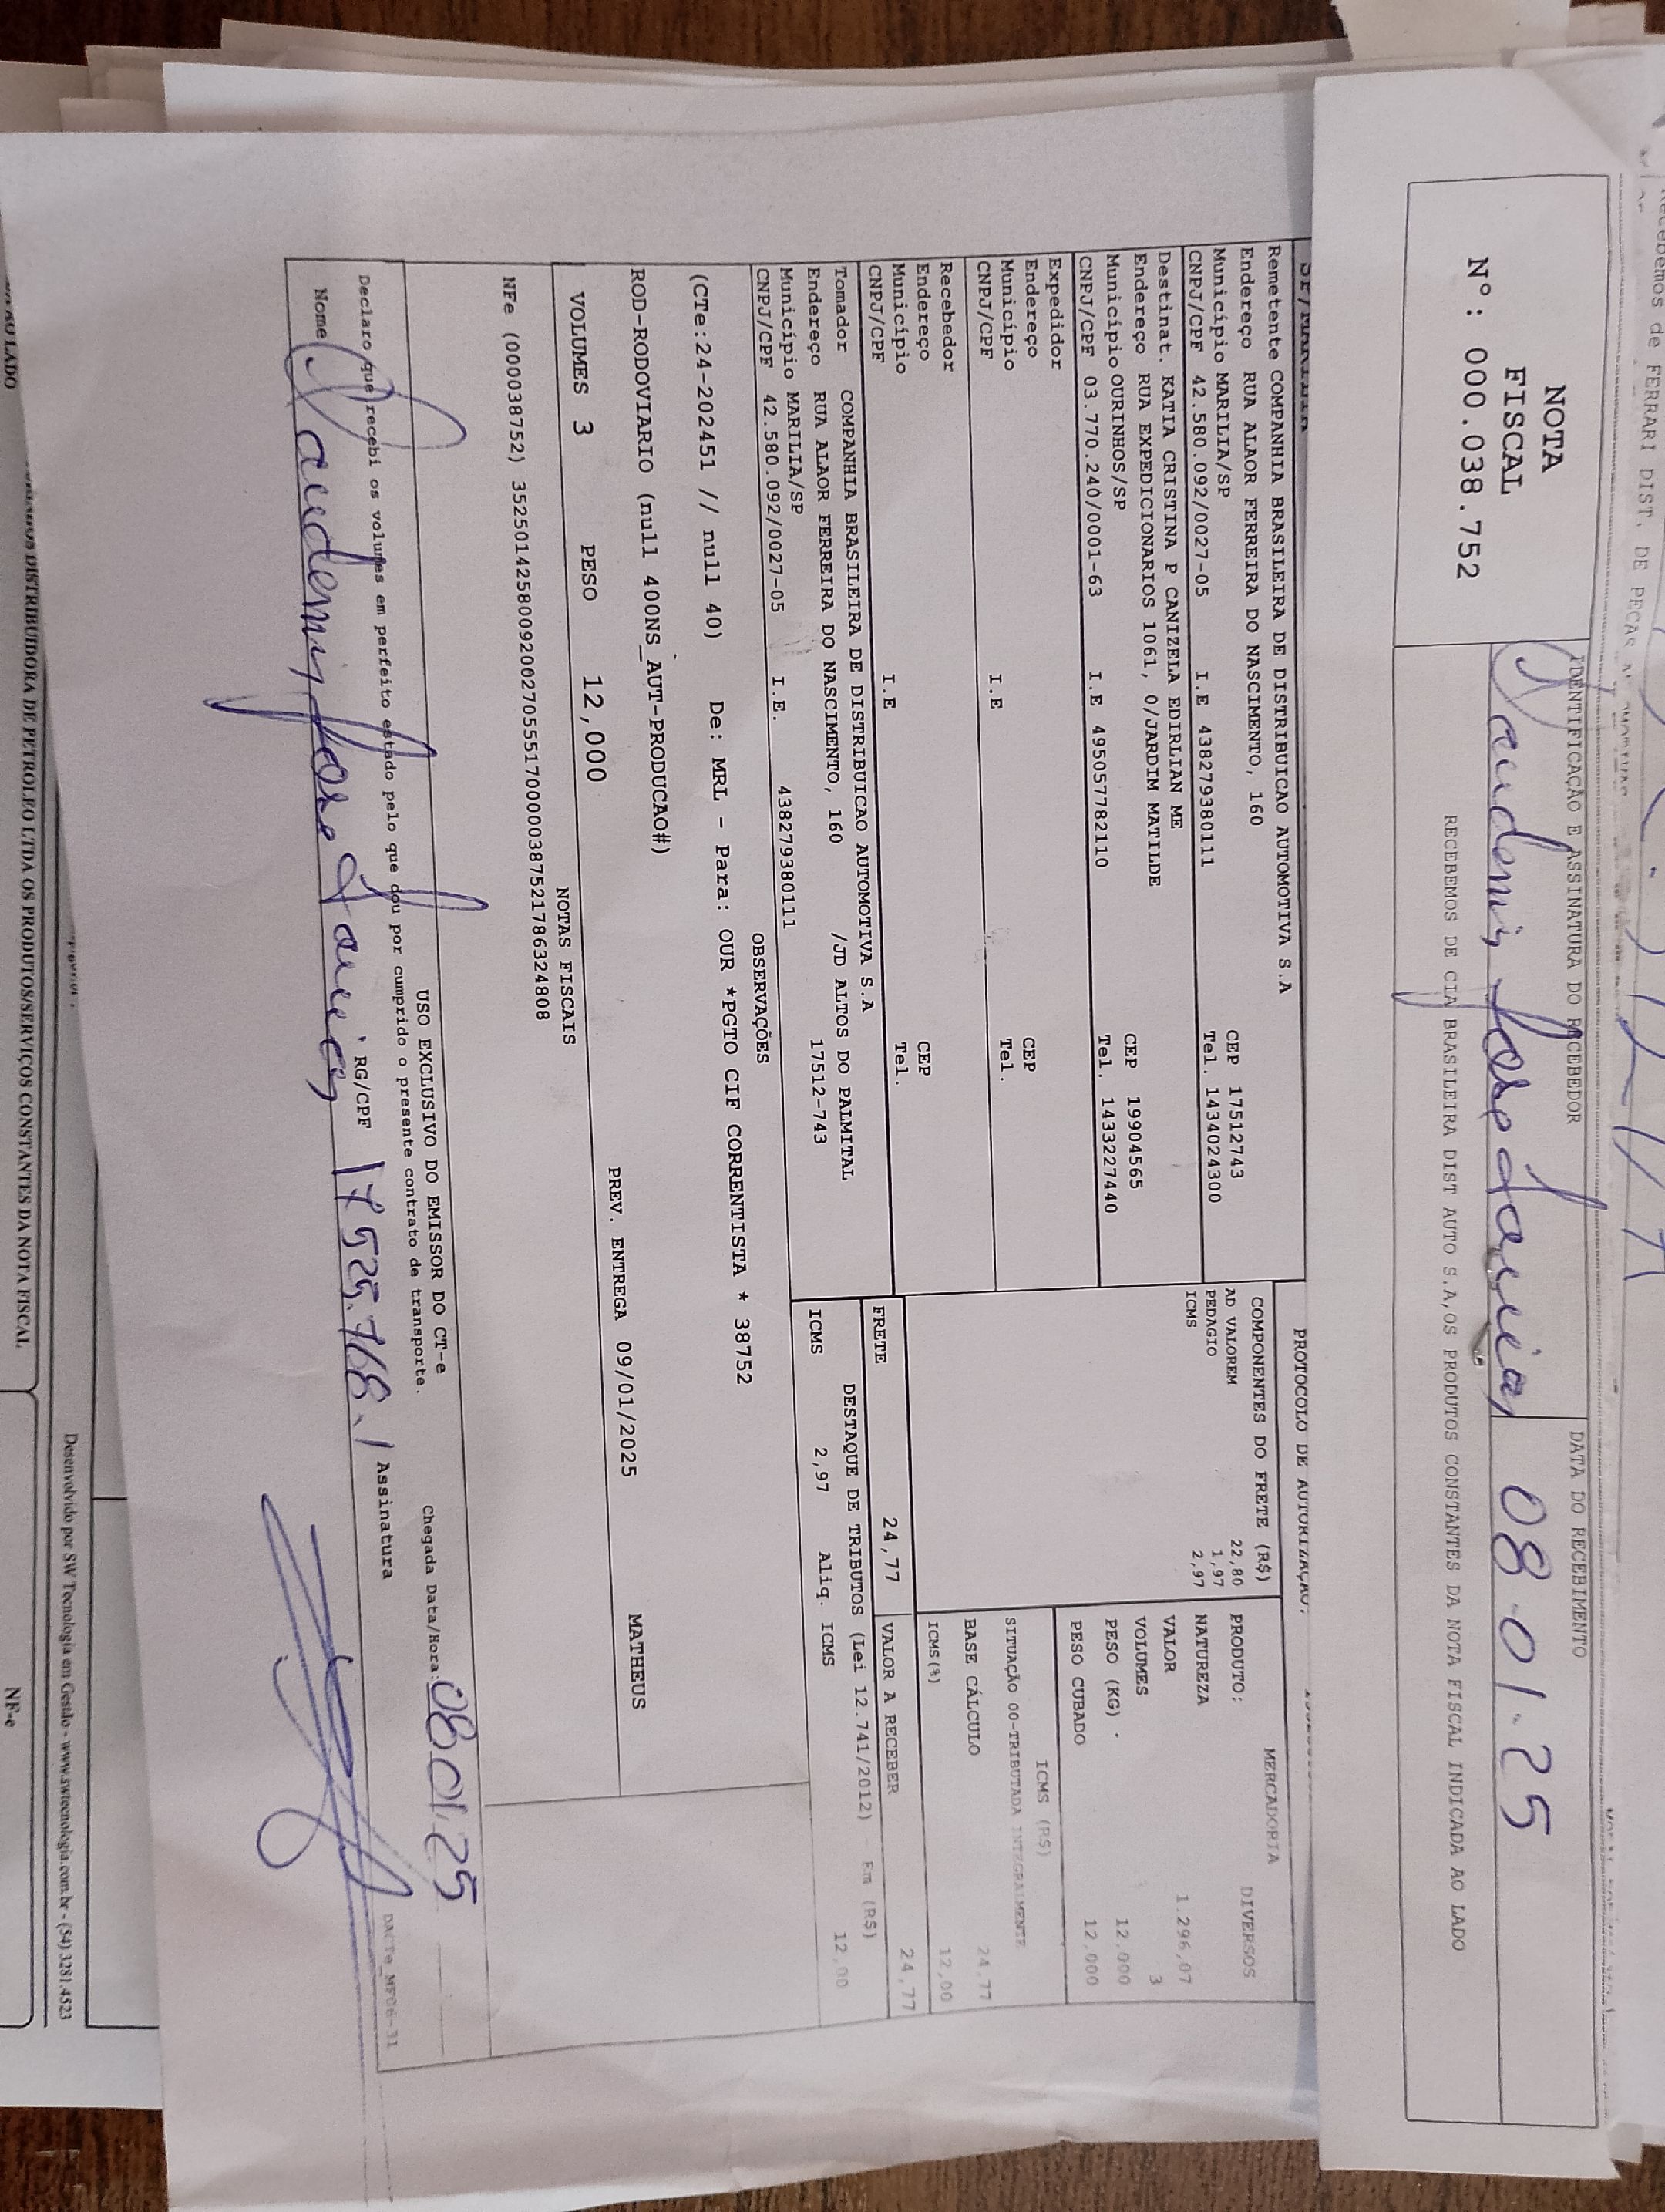 ecebemos de FERRARI DIST. DE PEÇAS
NOTA
FISCAL
Nº: 000.038.752
IDENTIFICAÇÃO E ASSINATURA DO RECEBEDOR
DATA DO RECEBIMENTO
08.01.25
RECEBEMOS DE CIA BRASILEIRA DIST AUTO S.A,OS PRODUTOS CONSTANTES DA NOTA FISCAL INDICADA AO LADO
PROTOCOLO DE AUTORIZAÇÃO:
Remetente COMPANHIA BRASILEIRA DE DISTRIBUICAO AUTOMOTIVA S.A
Endereço RUA ALAOR FERREIRA DO NASCIMENTO, 160 CEP 17512743
Município MARILIA/SP Tel. 1434024300
CNPJ/CPF 42.580.092/0027-05 I.E 438279380111
Destinat. KATIA CRISTINA P CANIZELA EDIRLIAN ME
Endereço RUA EXPEDICIONARIOS 1061, 0/JARDIM MATILDE CEP 19904565
Município OURINHOS/SP Tel. 1433227440
CNPJ/CPF 03.770.240/0001-63 I.E 495057782110
Expedidor
Endereço CEP
Município Tel.
CNPJ/CPF I.E
Recebedor
Endereço CEP
Município Tel.
CNPJ/CPF I.E
Tomador COMPANHIA BRASILEIRA DE DISTRIBUICAO AUTOMOTIVA S.A
Endereço RUA ALAOR FERREIRA DO NASCIMENTO, 160 /JD ALTOS DO PALMITAL
Município MARILIA/SP 17512-743
CNPJ/CPF 42.580.092/0027-05 I.E. 438279380111
COMPONENTES DO FRETE (R$)
AD VALOREM 22,80
PEDAGIO 1,97
ICMS 2,97
MERCADORIA
PRODUTO: DIVERSOS
NATUREZA
VALOR 1.296,07
VOLUMES 3
PESO (KG) 12,000
PESO CUBADO 12,000
ICMS (R$)
SITUAÇÃO 00-TRIBUTADA INTEGRALMENTE
BASE CÁLCULO 24,77
ICMS(%) 12,00
FRETE 24,77 VALOR A RECEBER 24,77
DESTAQUE DE TRIBUTOS (Lei 12.741/2012) Em (R$)
ICMS 2,97 Aliq. ICMS 12,00
OBSERVAÇÕES
(CTe:24-202451 // null 40) De: MRL - Para: OUR *PGTO CIF CORRENTISTA * 38752
ROD-RODOVIARIO (null 400NS_AUT-PRODUCAO#)
PREV. ENTREGA 09/01/2025 MATHEUS
VOLUMES 3 PESO 12,000
NOTAS FISCAIS
NFe (000038752) 35250142580092002705551700000387521786324808
USO EXCLUSIVO DO EMISSOR DO CT-e
Declaro que recebi os volumes em perfeito estado pelo que dou por cumprido o presente contrato de transporte.
Chegada Data/Hora: 08.01.25
Nome
RG/CPF 17525.768.1 Assinatura
DACTe_MF06-31
Desenvolvido por SW Tecnologia em Gestão - www.swtecnologia.com.br - (54) 3281.4523
DISTRIBUIDORA DE PETROLEO LTDA OS PRODUTOS/SERVIÇOS CONSTANTES DA NOTA FISCAL
AO LADO
NF-e